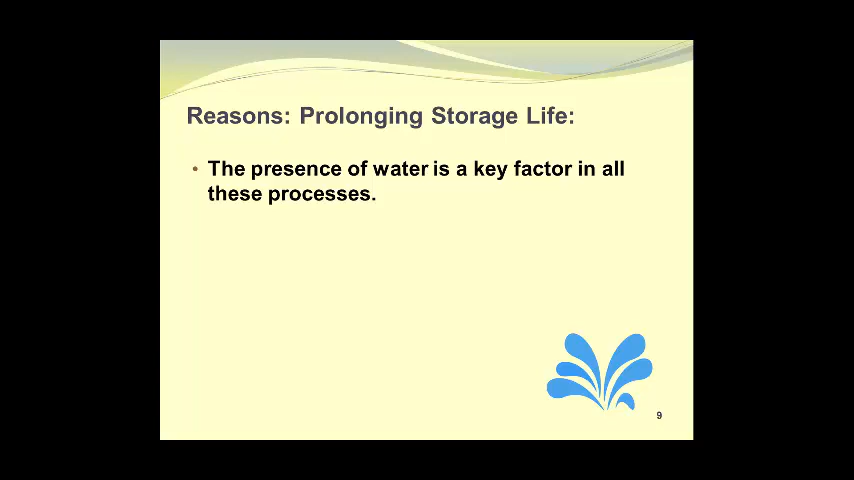 Reasons: Prolonging Storage Life:
• The presence of water is a key factor in all
these processes.
9